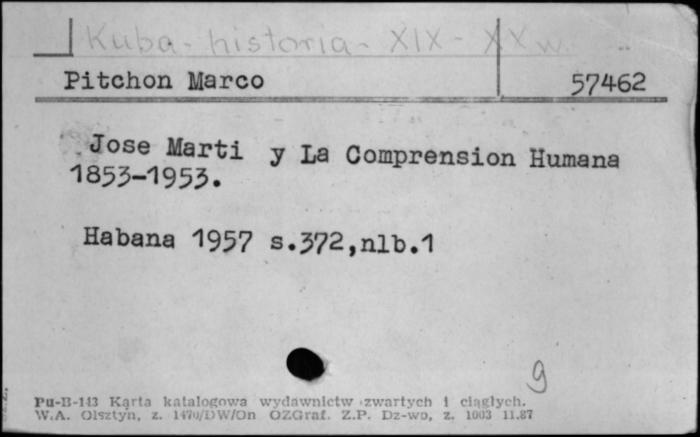 Kuba - historia - XIX - XX w.
Pitchon Marco 57462
Jose Marti y La Comprension Humana
1853-1953.
Habana 1957 s.372,nlb.1
9
Pu-B-143 Karta katalogowa wydawnictw zwartych i ciągłych.
W.A. Olsztyn, z. 1470/DW/On OZGraf. Z.P. Dz-wo, z. 1003 11.87